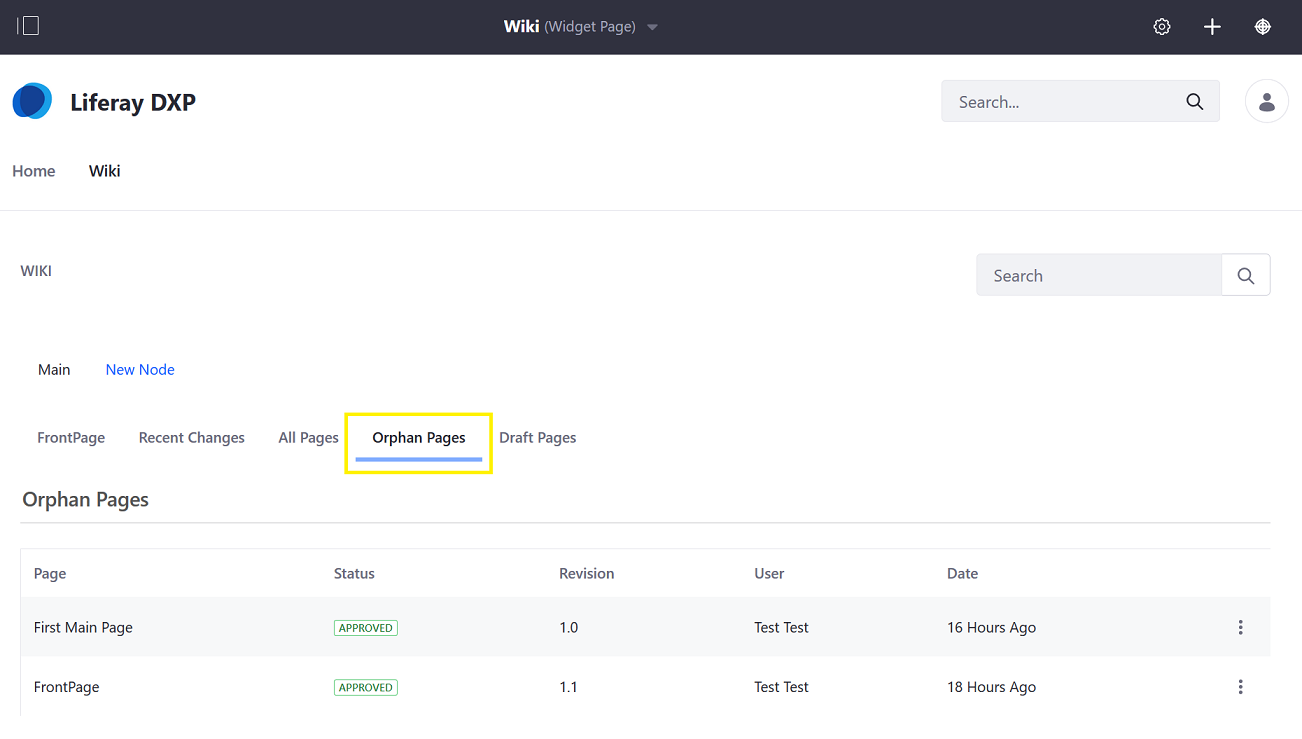 Wiki (Widget Page)
Liferay DXP
Search...
Home Wiki
WIKI
Search
Main New Node
FrontPage Recent Changes All Pages Orphan Pages Draft Pages
Orphan Pages
Page Status Revision User Date
First Main Page APPROVED 1.0 Test Test 16 Hours Ago
FrontPage APPROVED 1.1 Test Test 18 Hours Ago